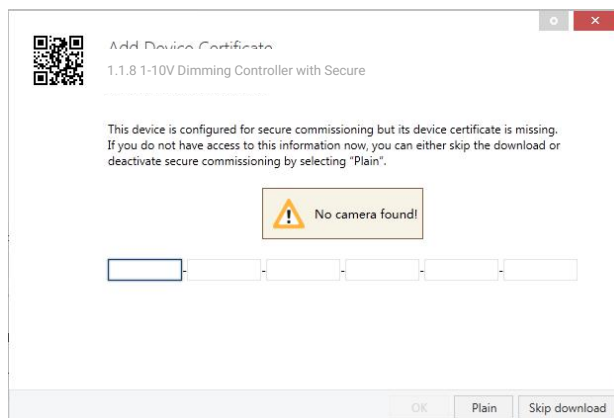 Add Device Certificate
1.1.8 1-10V Dimming Controller with Secure
This device is configured for secure commissioning but its device certificate is missing.
If you do not have access to this information now, you can either skip the download or
deactivate secure commissioning by selecting "Plain".
No camera found!
- - - - -
OK Plain Skip download